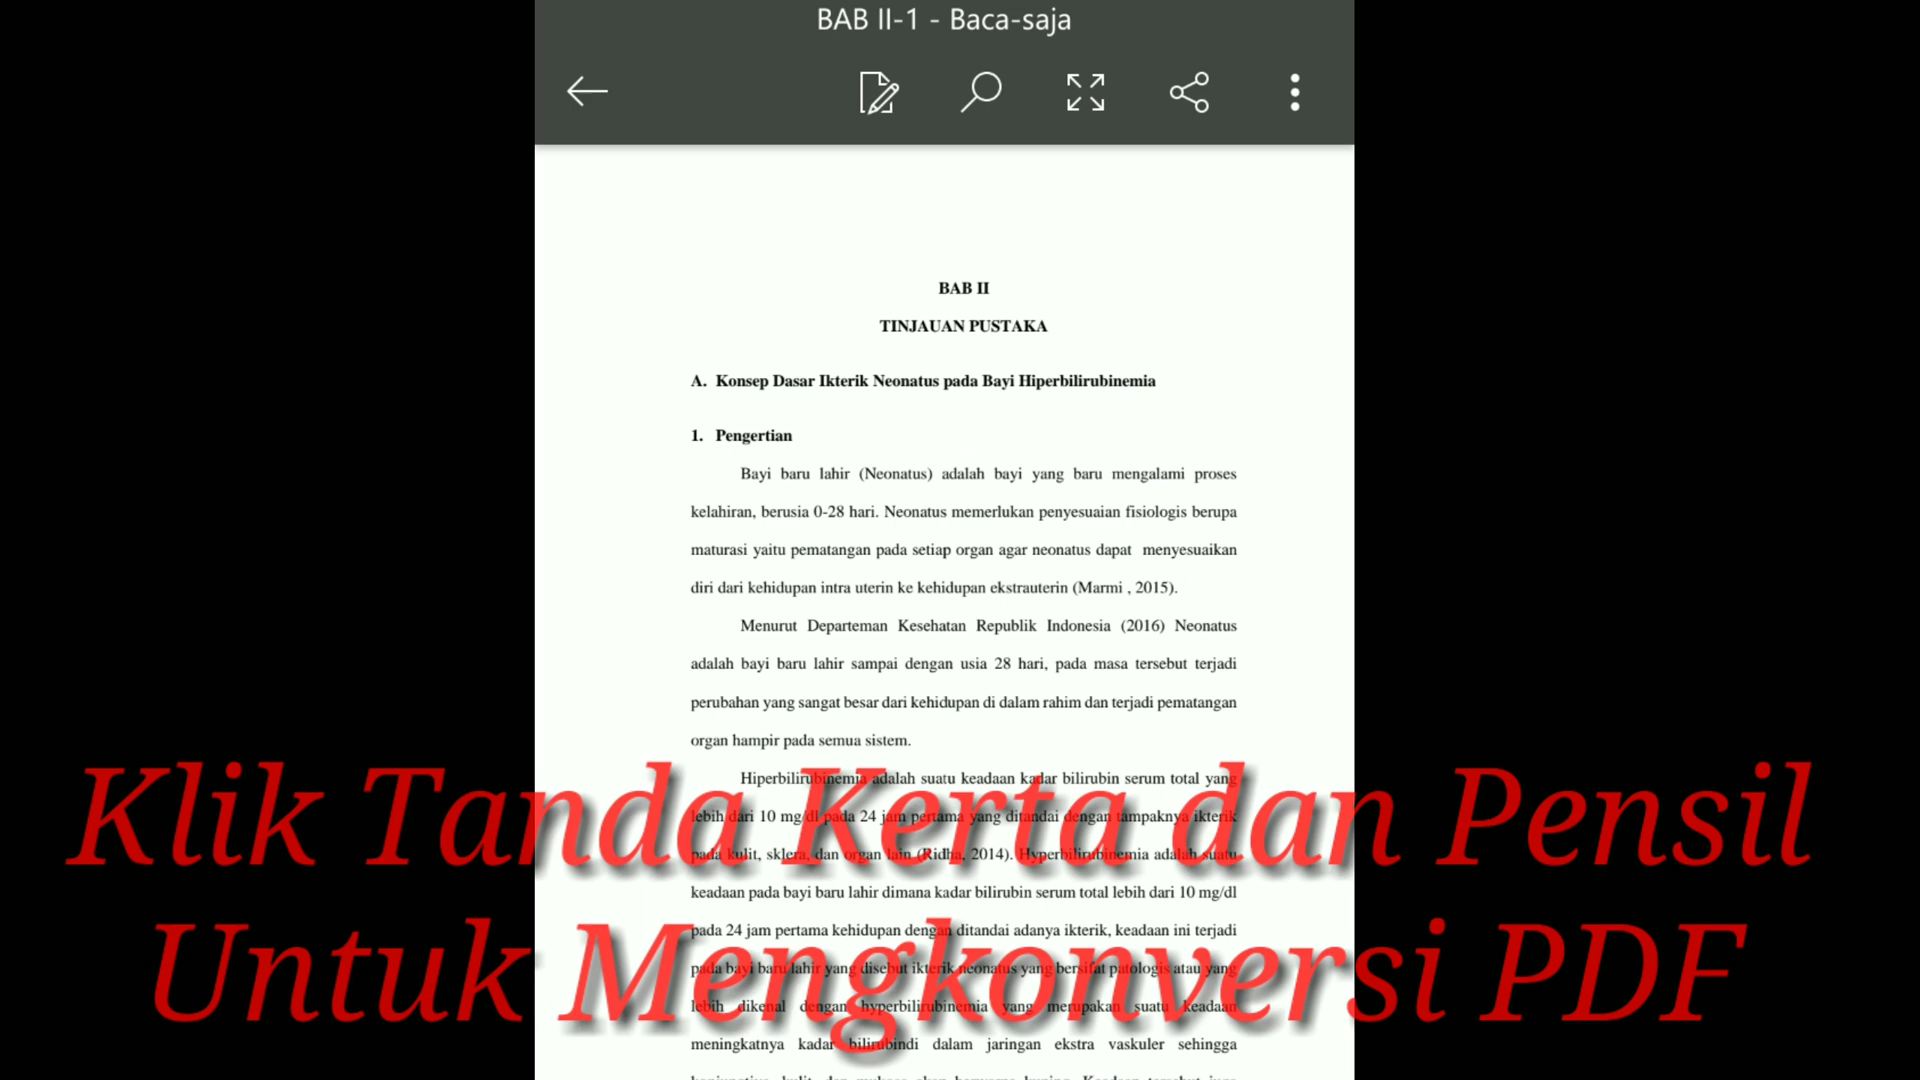 BAB II-1 - Baca-saja
BAB II
TINJAUAN PUSTAKA
A. Konsep Dasar Ikterik Neonatus pada Bayi Hiperbilirubinemia
1. Pengertian
Bayi baru lahir (Neonatus) adalah bayi yang baru mengalami proses
kelahiran, berusia 0-28 hari. Neonatus memerlukan penyesuaian fisiologis berupa
maturasi yaitu pematangan pada setiap organ agar neonatus dapat menyesuaikan
diri dari kehidupan intra uterin ke kehidupan ekstrauterin (Marmi , 2015).
Menurut Departeman Kesehatan Republik Indonesia (2016) Neonatus
adalah bayi baru lahir sampai dengan usia 28 hari, pada masa tersebut terjadi
perubahan yang sangat besar dari kehidupan di dalam rahim dan terjadi pematangan
organ hampir pada semua sistem.
Hiperbilirubinemia adalah suatu keadaan kadar bilirubin serum total yang
lebih dari 10 mg/dl pada 24 jam pertama yang ditandai dengan tampaknya ikterik
pada kulit, sklera, dan organ lain (Ridha, 2014). Hyperbilirubinemia adalah suatu
keadaan pada bayi baru lahir dimana kadar bilirubin serum total lebih dari 10 mg/dl
pada 24 jam pertama kehidupan dengan ditandai adanya ikterik, keadaan ini terjadi
pada bayi baru lahir yang disebut ikterik neonatus yang bersifat patologis atau yang
lebih dikenal dengan hyperbilirubinemia yang merupakan suatu keadaan
meningkatnya kadar bilirubindi dalam jaringan ekstra vaskuler sehingga
Klik Tanda Kerta dan Pensil
Untuk Mengkonversi PDF